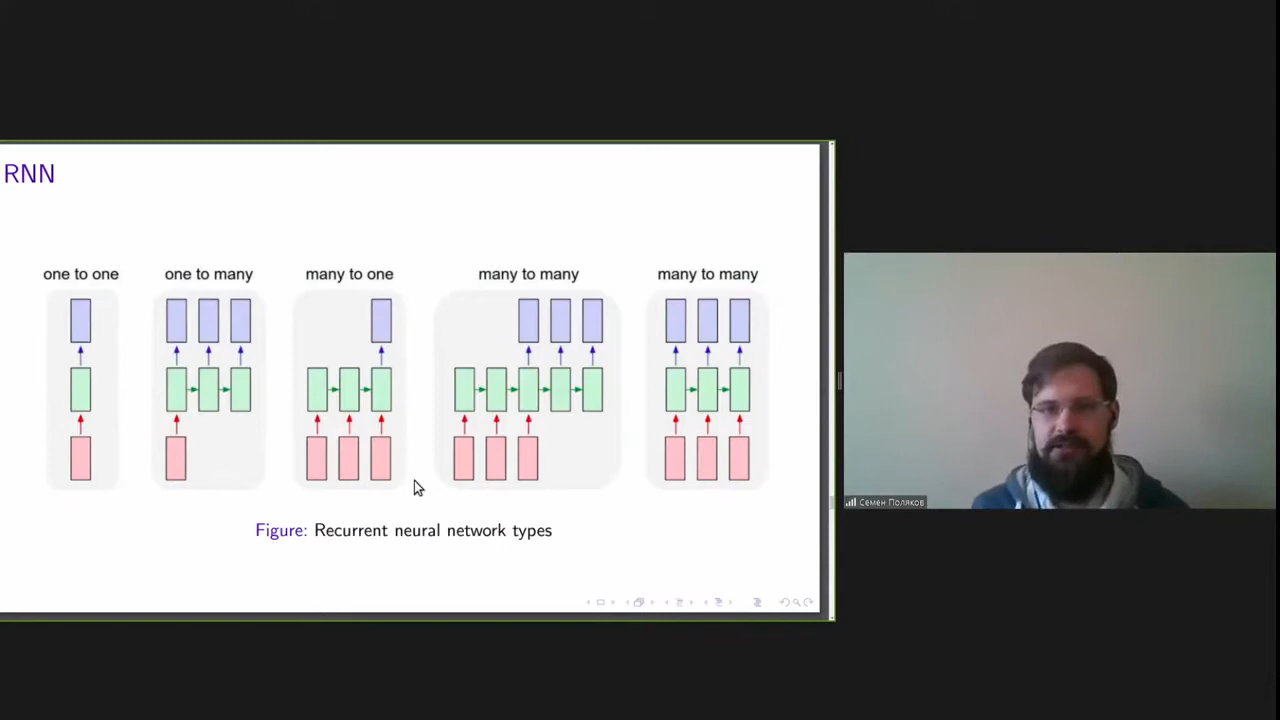 RNN
one to one
one to many
many to one
many to many
many to many
Figure: Recurrent neural network types
Семен Поляков